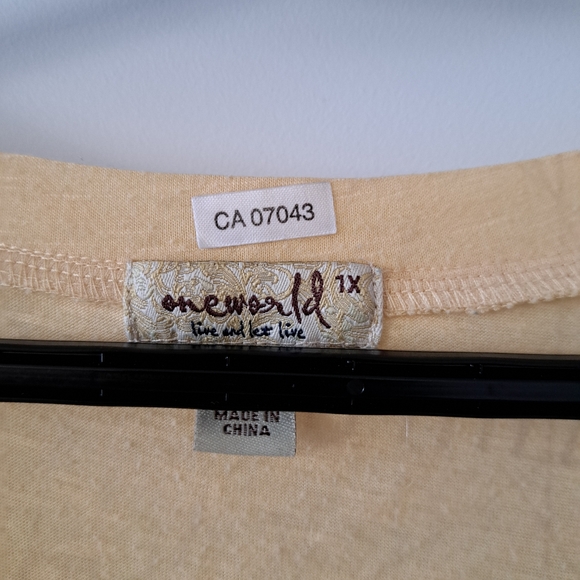 CA 07043
oneworld 1X
live and let live
MADE IN
CHINA